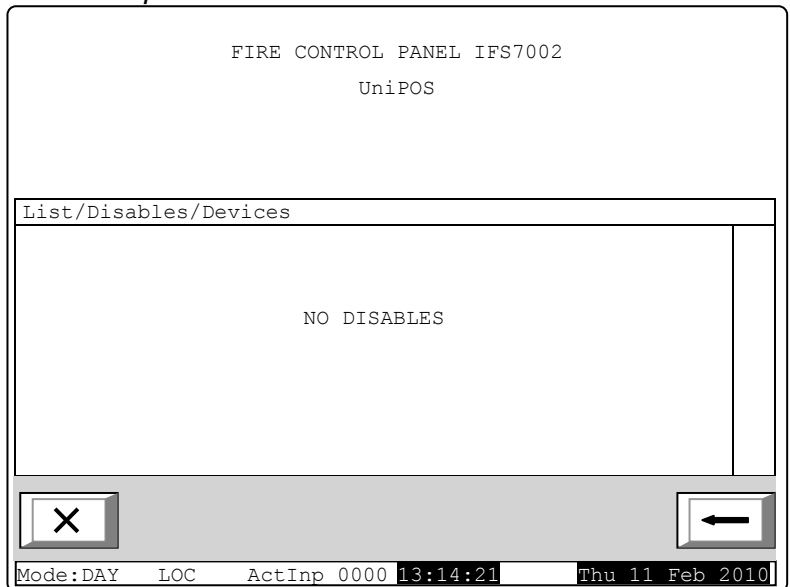 FIRE CONTROL PANEL IFS7002
UniPOS
List/Disables/Devices
NO DISABLES
Mode:DAY LOC ActInp 0000 13:14:21 Thu 11 Feb 2010